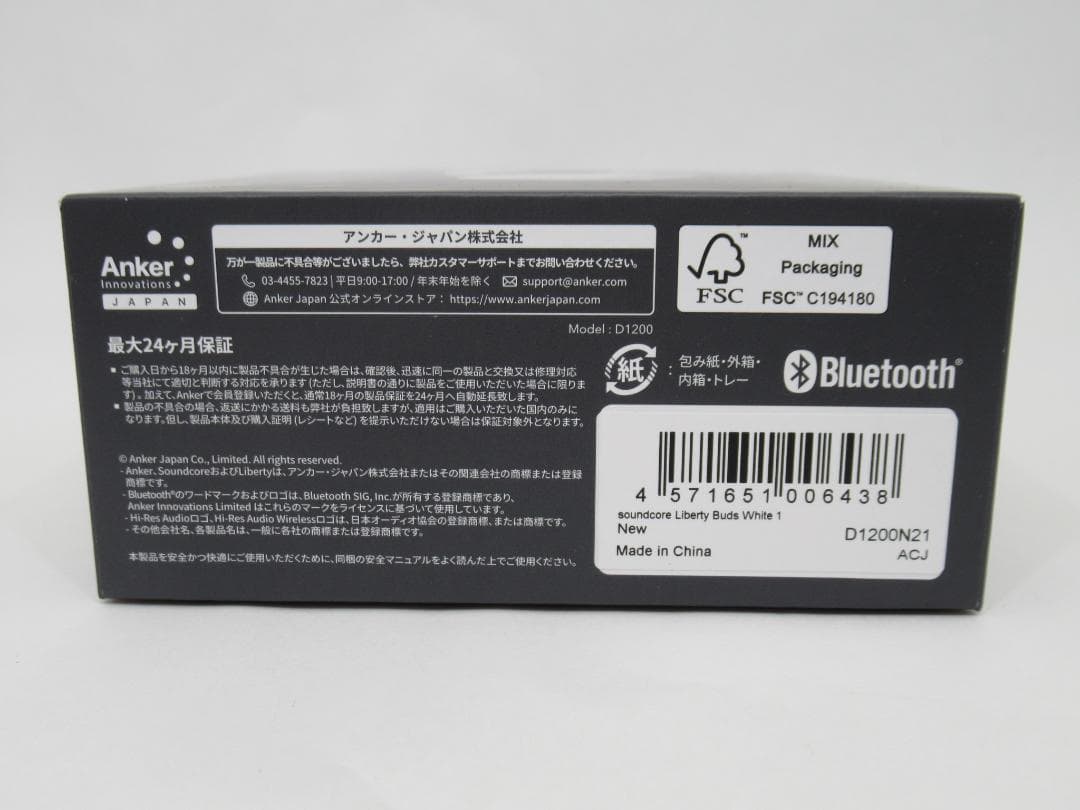 Anker
Innovations
JAPAN
アンカー・ジャパン株式会社
万が一製品に不具合等がございましたら、弊社カスタマーサポートまでお問い合わせください。
03-4455-7823 | 平日9:00-17:00 / 年末年始を除く support@anker.com
Anker Japan 公式オンラインストア： https://www.ankerjapan.com
Model : D1200
FSC™
MIX
Packaging
FSC™ C194180
最大24ヶ月保証
▪ ご購入日から18ヶ月以内に製品不具合が生じた場合は、確認後、迅速に同一の製品と交換又は修理対応
等当社にて適切と判断する対応を承ります (ただし、説明書の通りに製品をご使用いただいた場合に限りま
す) 。加えて、Ankerで会員登録いただくと、通常18ヶ月の製品保証を24ヶ月へ自動延長致します。
▪ 製品の不具合の場合、返送にかかる送料も弊社が負担致しますが、適用はご購入いただいた国内のみに
なります。但し、製品本体及び購入証明 (レシートなど) を提示いただけない場合は保証対象外となります。
紙 ： 包み紙・外箱・
内箱・トレー
Bluetooth®
© Anker Japan Co., Limited. All rights reserved.
- Anker、SoundcoreおよびLibertyは、アンカー・ジャパン株式会社またはその関連会社の商標または登録
商標です。
- Bluetooth®のワードマークおよびロゴは、Bluetooth SIG, Inc.が所有する登録商標であり、
Anker Innovations Limited はこれらのマークをライセンスに基づいて使用しています。
- Hi-Res Audioロゴ、Hi-Res Audio Wirelessロゴは、日本オーディオ協会の登録商標、または商標です。
- その他会社名、各製品名は、一般に各社の商標または登録商標です。
本製品を安全かつ快適にご使用いただくために、同梱の安全マニュアルをよく読んだ上でご使用ください。
4 571651 006438
soundcore Liberty Buds White 1
New
D1200N21
Made in China
ACJ